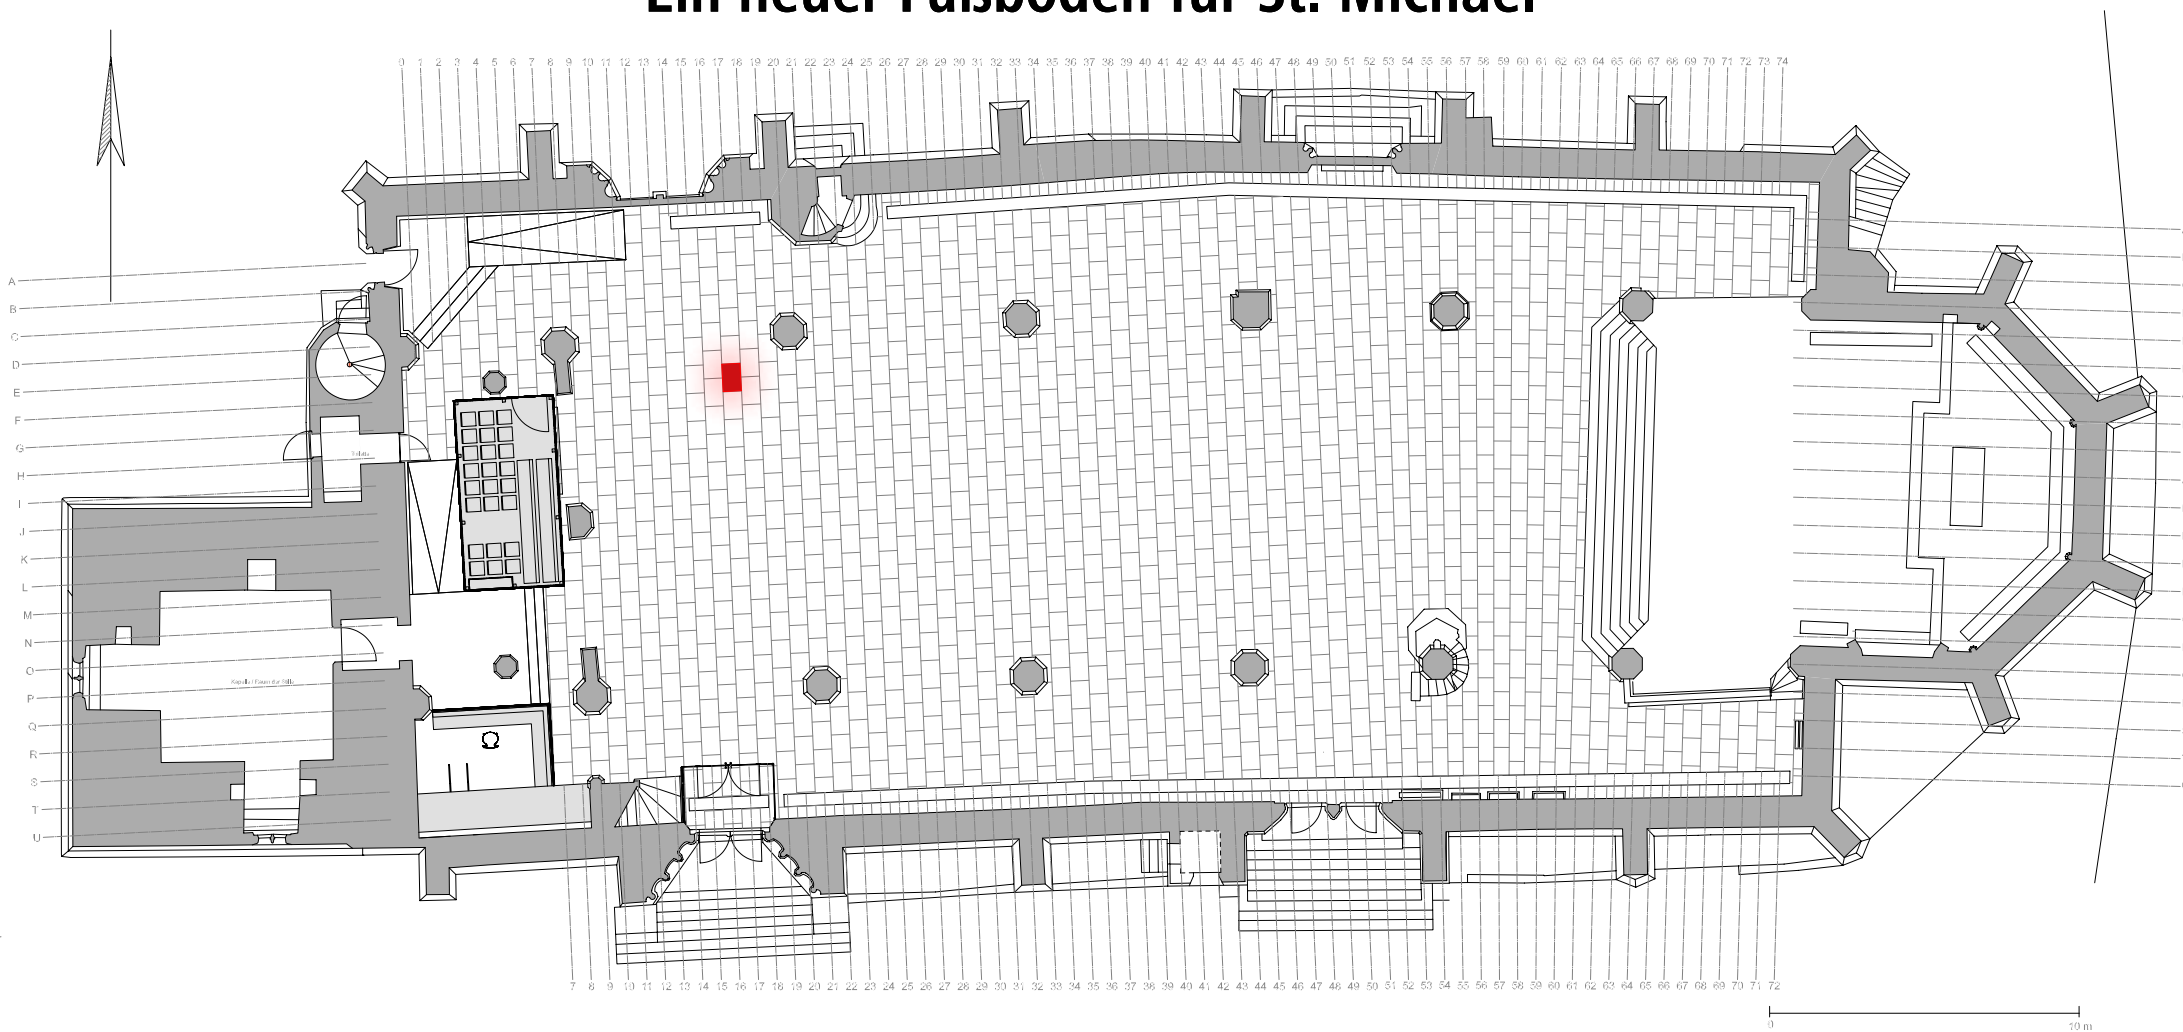 Ein neuer Fußboden für St. Michael
0 1 2 3 4 5 6 7 8 9 10 11 12 13 14 15 16 17 18 19 20 21 22 23 24 25 26 27 28 29 30 31 32 33 34 35 36 37 38 39 40 41 42 43 44 45 46 47 48 49 50 51 52 53 54 55 56 57 58 59 60 61 62 63 64 65 66 67 68 69 70 71 72 73 74
A
B
C
D
E
F
G
H
I
J
K
L
M
N
O
P
Q
R
S
T
U
7 8 9 10 11 12 13 14 15 16 17 18 19 20 21 22 23 24 25 26 27 28 29 30 31 32 33 34 35 36 37 38 39 40 41 42 43 44 45 46 47 48 49 50 51 52 53 54 55 56 57 58 59 60 61 62 63 64 65 66 67 68 69 70 71 72
0 10 m